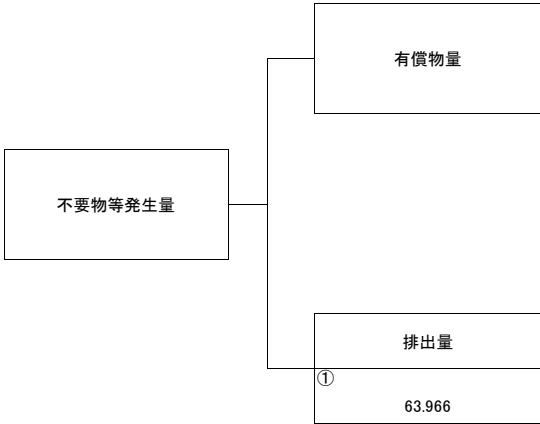 有償物量
不要物等発生量
排出量
①
63.966